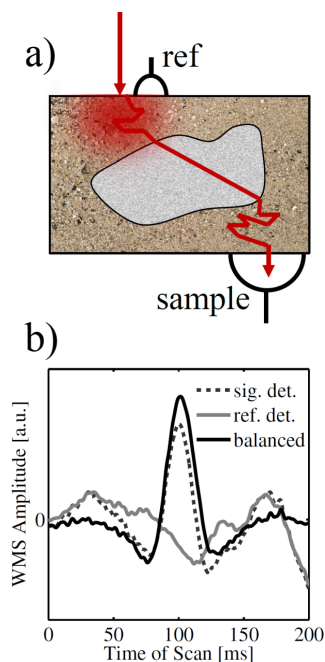 a)
ref
sample
b)
WMS Amplitude [a.u.]
0
sig. det.
ref. det.
balanced
0 50 100 150 200
Time of Scan [ms]